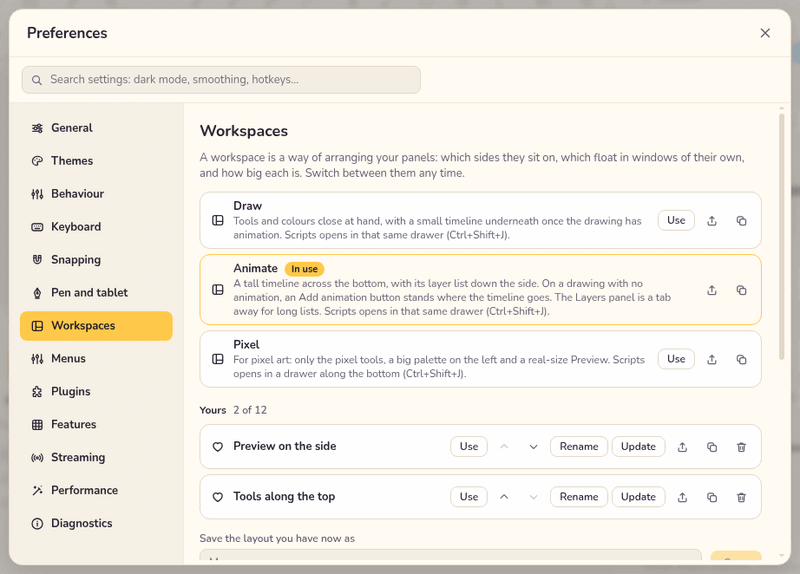 Preferences
Search settings: dark mode, smoothing, hotkeys...
General
Themes
Behaviour
Keyboard
Snapping
Pen and tablet
Workspaces
Menus
Plugins
Features
Streaming
Performance
Diagnostics
Workspaces
A workspace is a way of arranging your panels: which sides they sit on, which float in windows of their own,
and how big each is. Switch between them any time.
Draw
Tools and colours close at hand, with a small timeline underneath once the drawing has
animation. Scripts opens in that same drawer (Ctrl+Shift+J).
Use
Animate In use
A tall timeline across the bottom, with its layer list down the side. On a drawing with no
animation, an Add animation button stands where the timeline goes. The Layers panel is a tab
away for long lists. Scripts opens in that same drawer (Ctrl+Shift+J).
Pixel
For pixel art: only the pixel tools, a big palette on the left and a real-size Preview. Scripts
opens in a drawer along the bottom (Ctrl+Shift+J).
Use
Yours 2 of 12
Preview on the side Use Rename Update
Tools along the top Use Rename Update
Save the layout you have now as